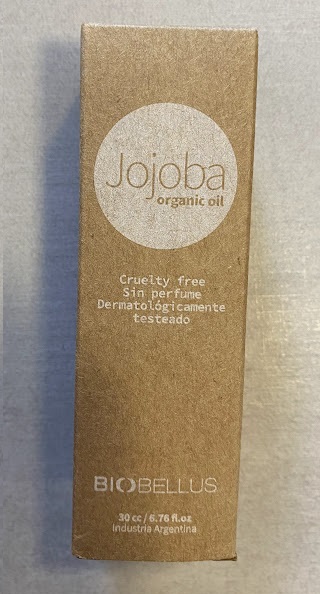 Jojoba
organic oil
Cruelty free
Sin perfume
Dermatológicamente
testeado
BIOBELLUS
30 cc / 6.76 fl.oz
Industria Argentina